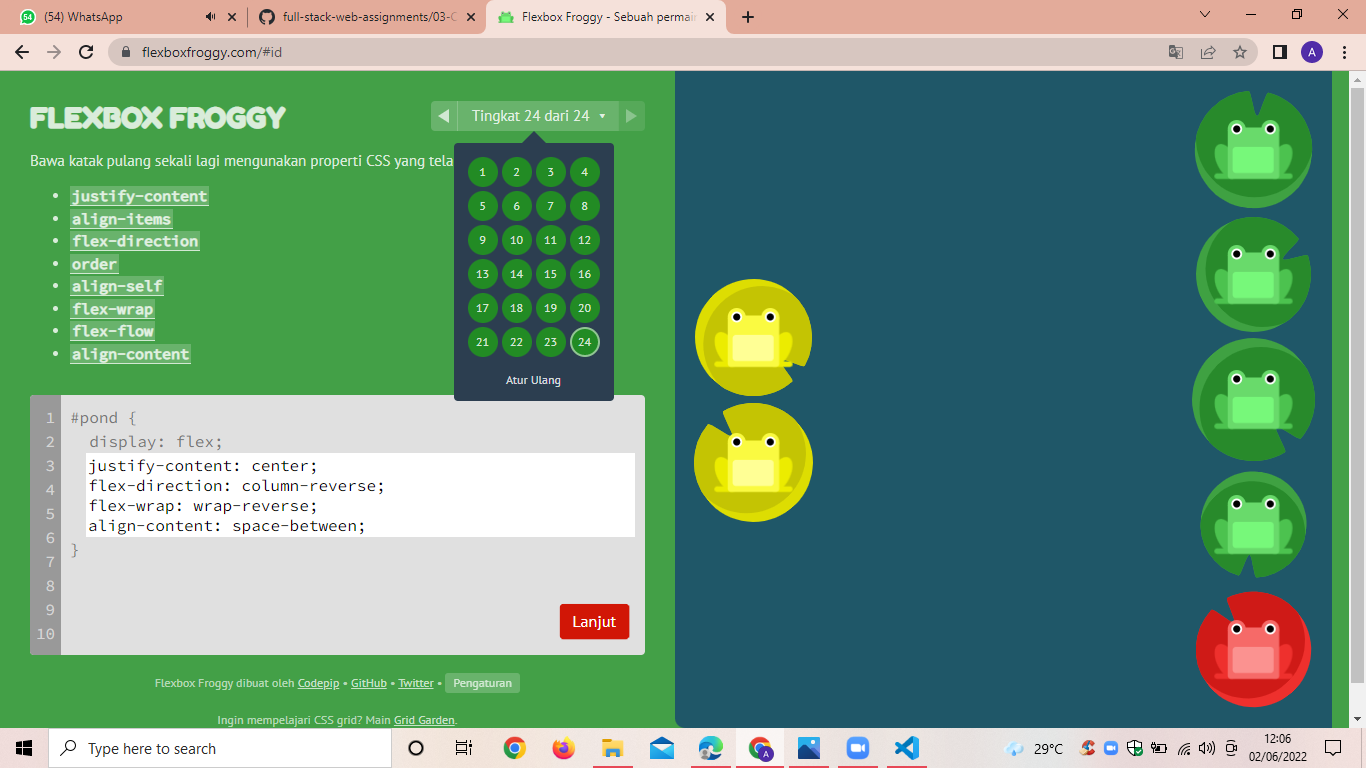 (54) WhatsApp
full-stack-web-assignments/03-C
Flexbox Froggy - Sebuah permain
flexboxfroggy.com/#id
A
FLEXBOX FROGGY
Tingkat 24 dari 24
Bawa katak pulang sekali lagi mengunakan properti CSS yang tela
justify-content
align-items
flex-direction
order
align-self
flex-wrap
flex-flow
align-content
1 2 3 4
5 6 7 8
9 10 11 12
13 14 15 16
17 18 19 20
21 22 23 24
Atur Ulang
1 #pond {
2 display: flex;
3 justify-content: center;
4 flex-direction: column-reverse;
5 flex-wrap: wrap-reverse;
6 align-content: space-between;
7 }
8
9
10
Lanjut
Flexbox Froggy dibuat oleh Codepip • GitHub • Twitter • Pengaturan
Ingin mempelajari CSS grid? Main Grid Garden.
Type here to search
29°C
12:06
02/06/2022